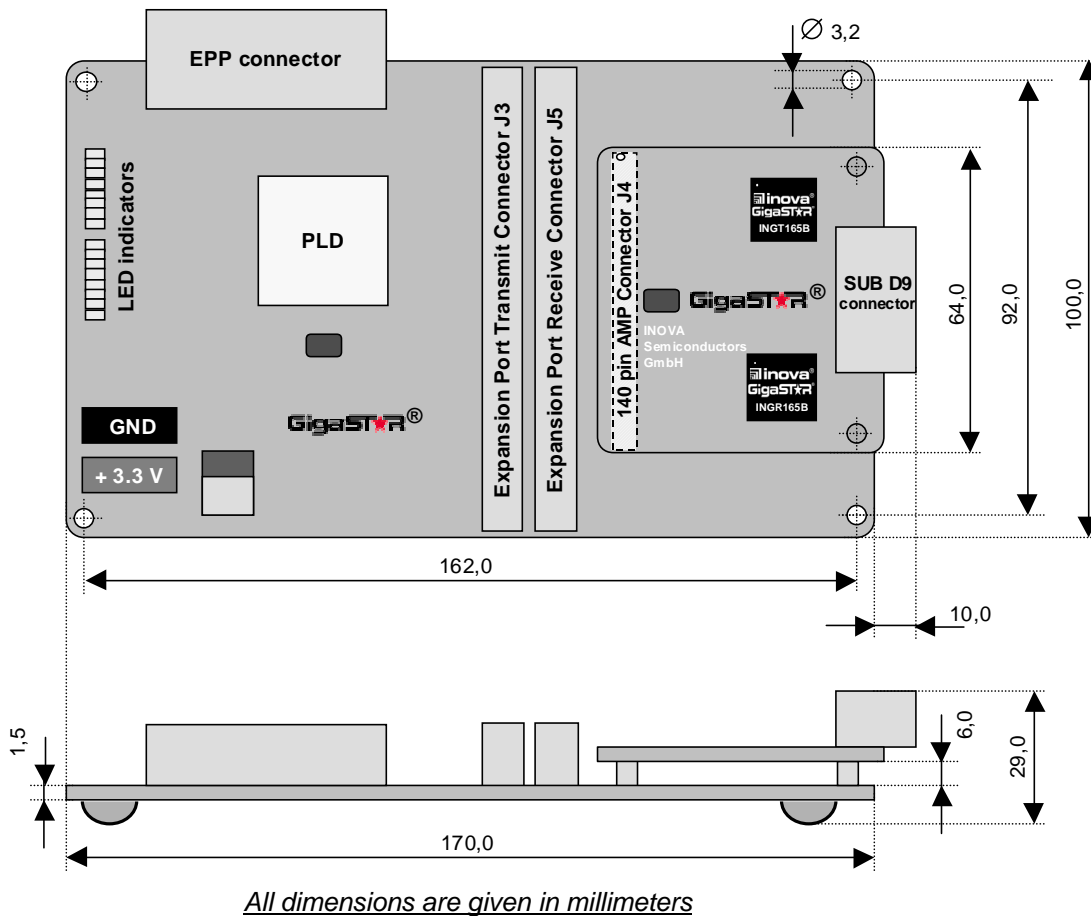 EPP connector
Ø 3,2
LED indicators
PLD
Expansion Port Transmit Connector J3
Expansion Port Receive Connector J5
140 pin AMP Connector J4
inova®
GigaSTAR®
INGT165B
SUB D9
connector
GigaSTAR®
INOVA
Semiconductors
GmbH
inova®
GigaSTAR®
INGR165B
64,0
92,0
100,0
GND
+ 3.3 V
GigaSTAR®
162,0
10,0
1,5
6,0
29,0
170,0
All dimensions are given in millimeters